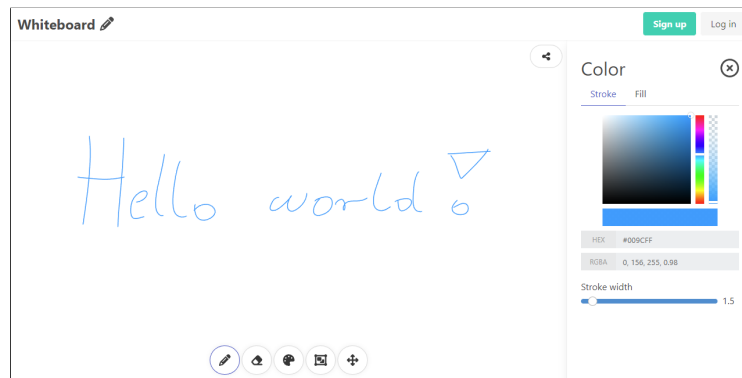 Whiteboard
Sign up Log in
Hello world!
Color
Stroke Fill
HEX #009CFF
RGBA 0, 156, 255, 0.98
Stroke width
1.5